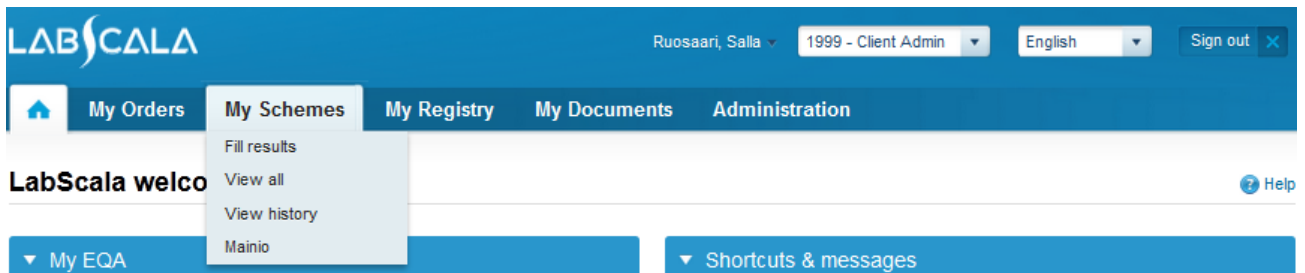 LABSCALA
Ruosaari, Salla 1999 - Client Admin English Sign out
My Orders My Schemes My Registry My Documents Administration
Fill results
View all
View history
Mainio
LabScala welco
Help
My EQA
Shortcuts & messages